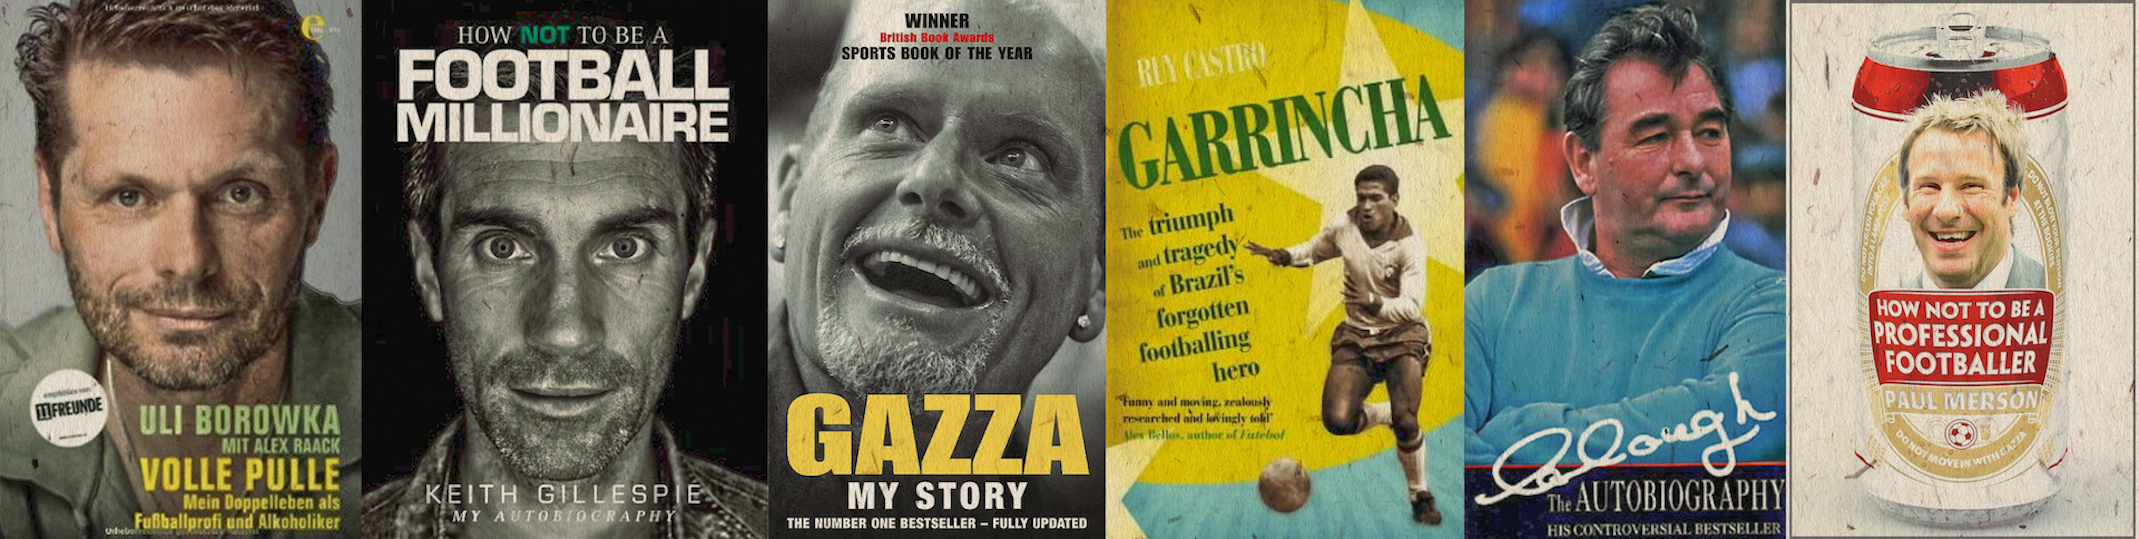 e
empfohlen von
11FREUNDE
ULI BOROWKA
MIT ALEX RAACK
VOLLE PULLE
Mein Doppelleben als
Fußballprofi und Alkoholiker
HOW NOT TO BE A
FOOTBALL
MILLIONAIRE
KEITH GILLESPIE
MY AUTOBIOGRAPHY
WINNER
British Book Awards
SPORTS BOOK OF THE YEAR
GAZZA
MY STORY
THE NUMBER ONE BESTSELLER – FULLY UPDATED
RUY CASTRO
GARRINCHA
The triumph
and tragedy
of Brazil's
forgotten
footballing
hero
"Funny and moving, zealously
researched and lovingly told"
Alex Bellos, author of Futebol
Clough
The AUTOBIOGRAPHY
HIS CONTROVERSIAL BESTSELLER
HOW NOT TO BE A
PROFESSIONAL
FOOTBALLER
PAUL MERSON
DO NOT MOVE IN WITH GAZZA